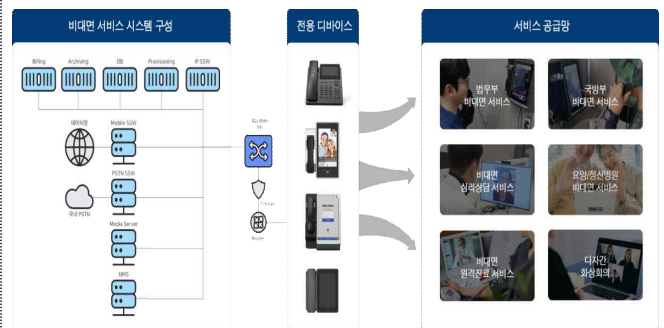 비대면 서비스 시스템 구성
전용 디바이스
서비스 공급망
Billing
Archiving
DB
Provisioning
IP SSW
데이터망
Mobile SSW
국내 PSTN
PSTN SSW
Media Server
NMS
Router
법무부
비대면 서비스
국방부
비대면 서비스
비대면
심리상담 서비스
요양/정신병원
비대면 서비스
비대면
원격진료 서비스
다자간
화상회의